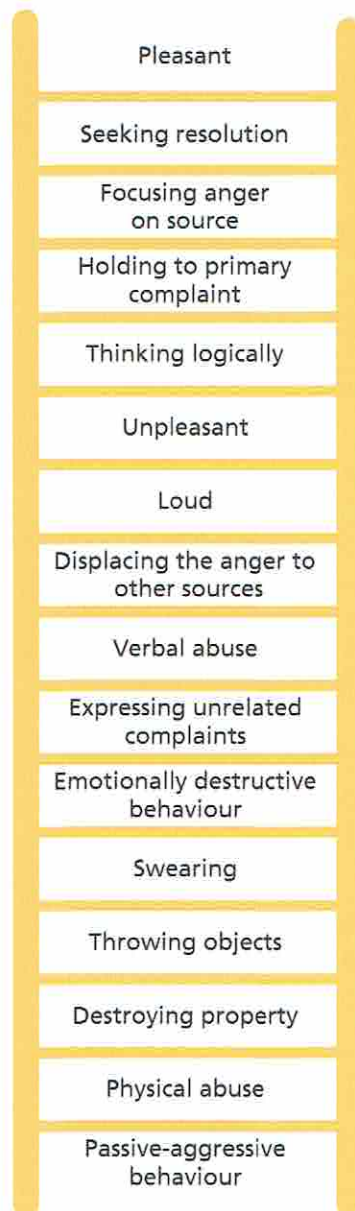 Pleasant
Seeking resolution
Focusing anger
on source
Holding to primary
complaint
Thinking logically
Unpleasant
Loud
Displacing the anger to
other sources
Verbal abuse
Expressing unrelated
complaints
Emotionally destructive
behaviour
Swearing
Throwing objects
Destroying property
Physical abuse
Passive-aggressive
behaviour